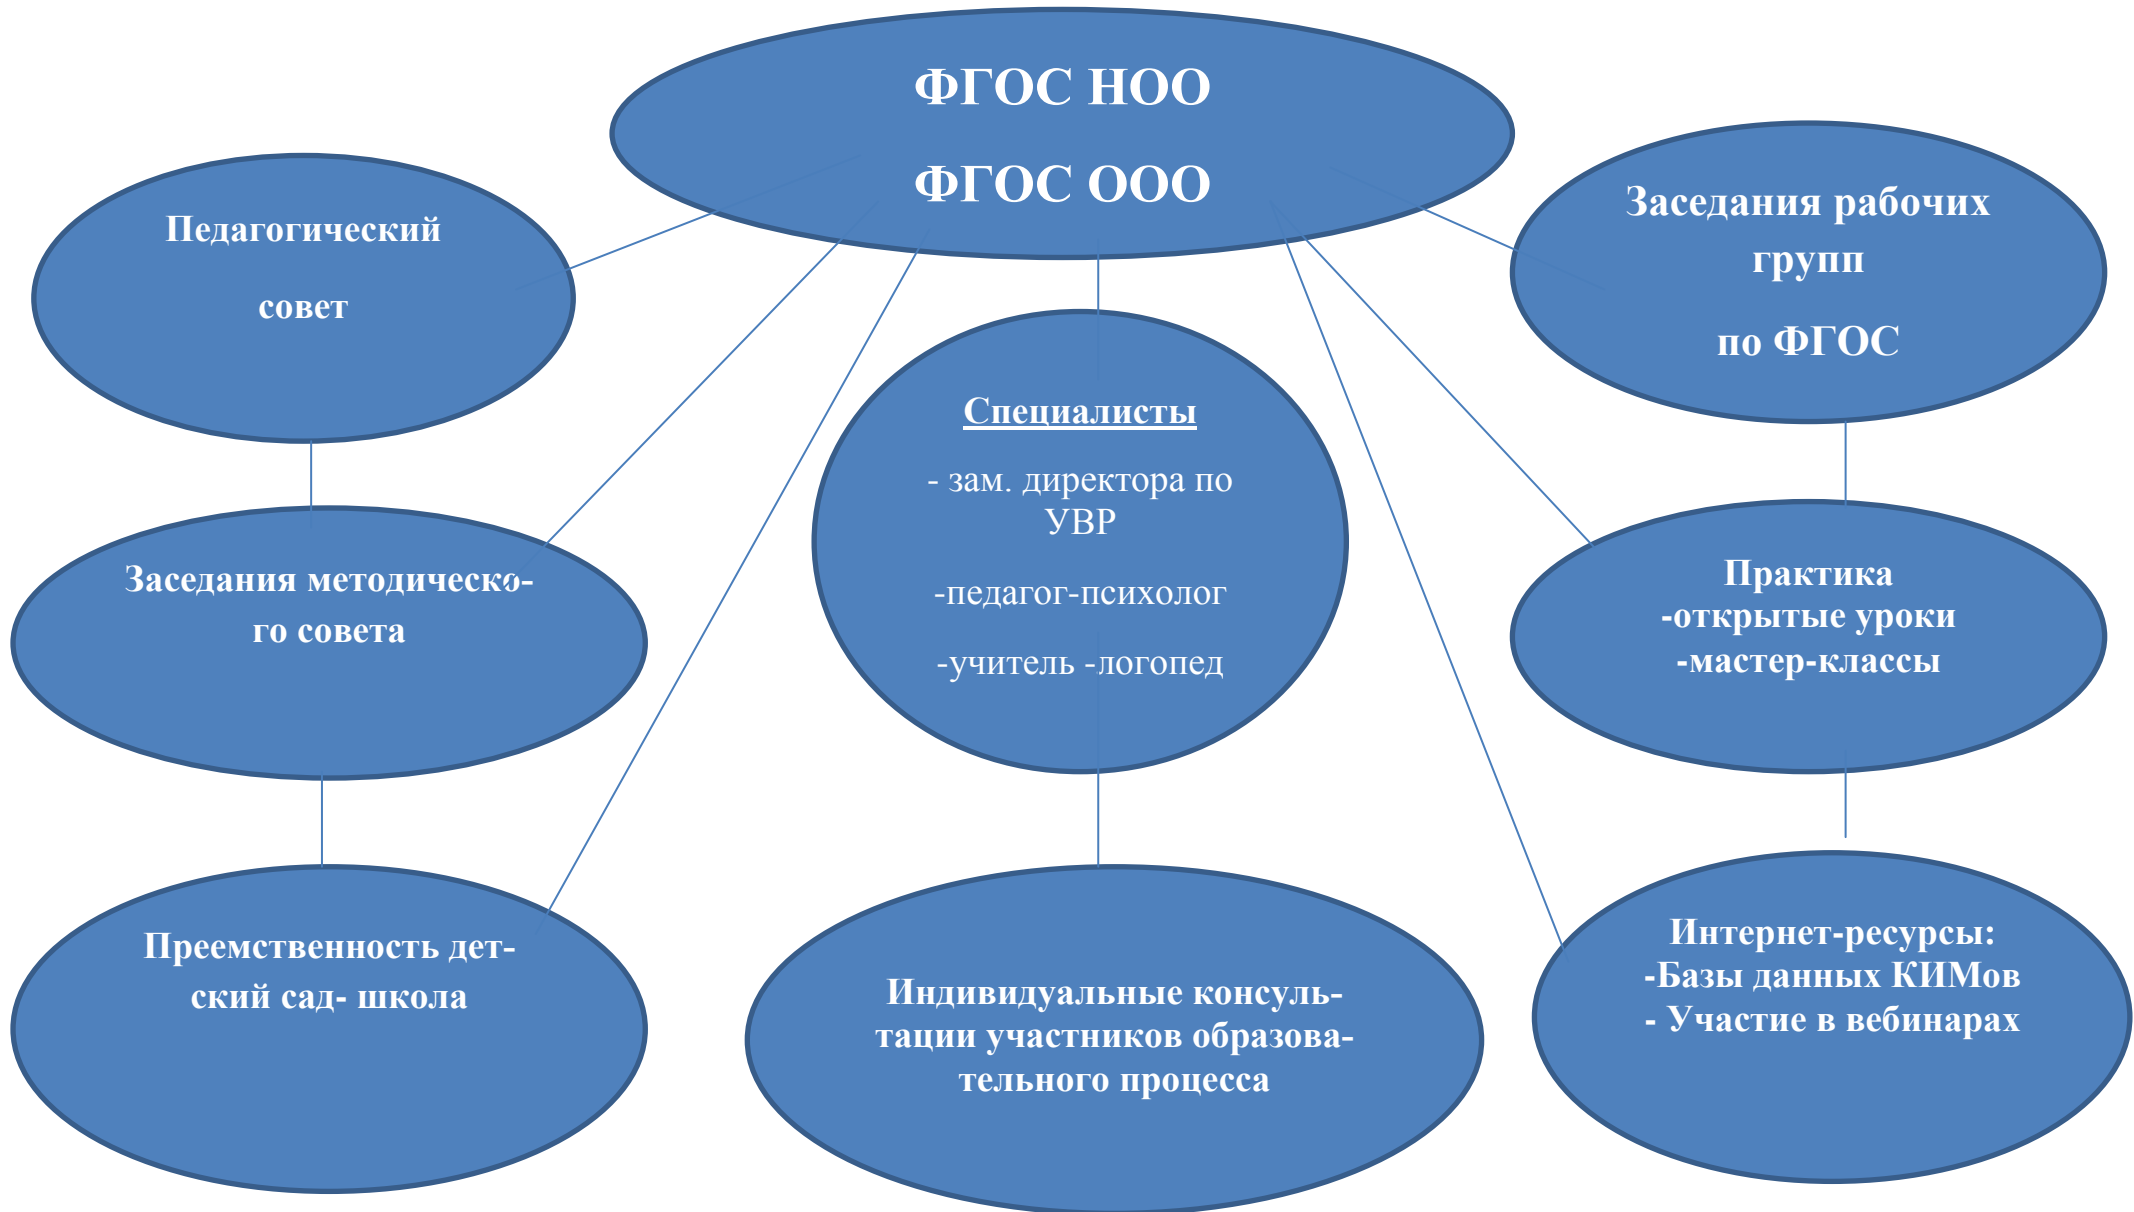 ФГОС НОО
ФГОС ООО
Педагогический
совет
Заседания рабочих
групп
по ФГОС
Специалисты
- зам. директора по
УВР
-педагог-психолог
-учитель -логопед
Заседания методическо-
го совета
Практика
-открытые уроки
-мастер-классы
Преемственность дет-
ский сад- школа
Индивидуальные консуль-
тации участников образова-
тельного процесса
Интернет-ресурсы:
-Базы данных КИМов
- Участие в вебинарах